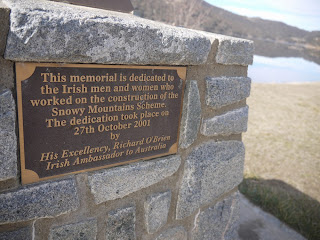 This memorial is dedicated to
the Irish men and women who
worked on the construction of the
Snowy Mountains Scheme.
The dedication took place on
27th October 2001
by
His Excellency, Richard O'Brien
Irish Ambassador to Australia